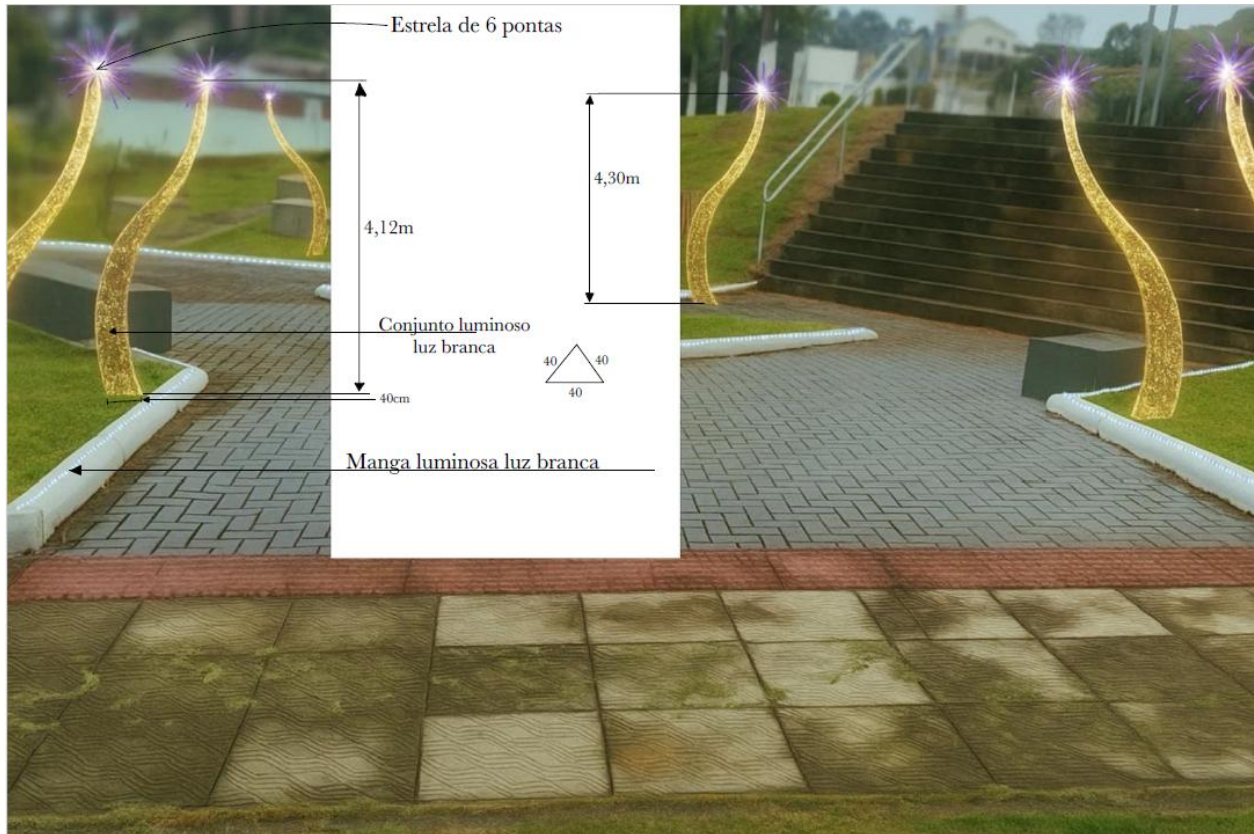 Estrela de 6 pontas
4,12m
4,30m
Conjunto luminoso
luz branca
40 40
40
40cm
Manga luminosa luz branca